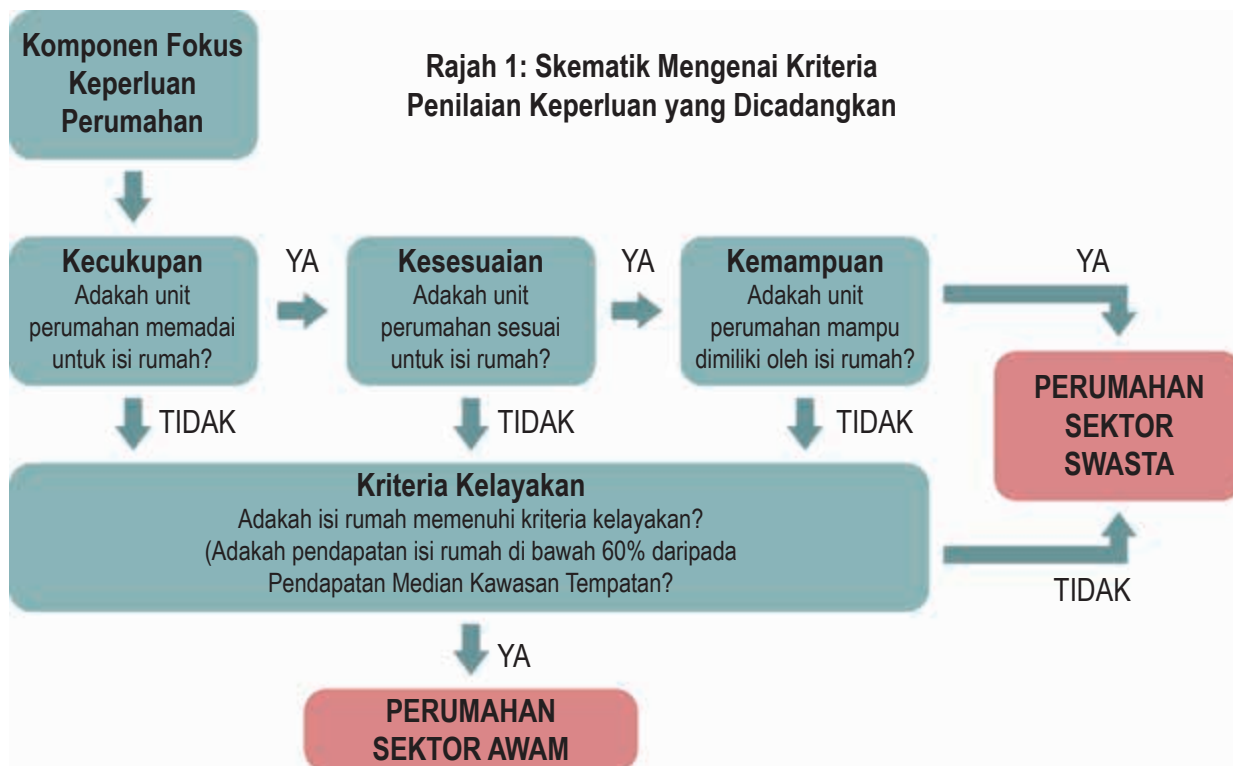 Komponen Fokus
Keperluan
Perumahan
Rajah 1: Skematik Mengenai Kriteria
Penilaian Keperluan yang Dicadangkan
Kecukupan
Adakah unit
perumahan memadai
untuk isi rumah?
YA
Kesesuaian
Adakah unit
perumahan sesuai
untuk isi rumah?
YA
Kemampuan
Adakah unit
perumahan mampu
dimiliki oleh isi rumah?
YA
PERUMAHAN
SEKTOR
SWASTA
TIDAK
TIDAK
TIDAK
Kriteria Kelayakan
Adakah isi rumah memenuhi kriteria kelayakan?
(Adakah pendapatan isi rumah di bawah 60% daripada
Pendapatan Median Kawasan Tempatan?
TIDAK
YA
PERUMAHAN
SEKTOR AWAM